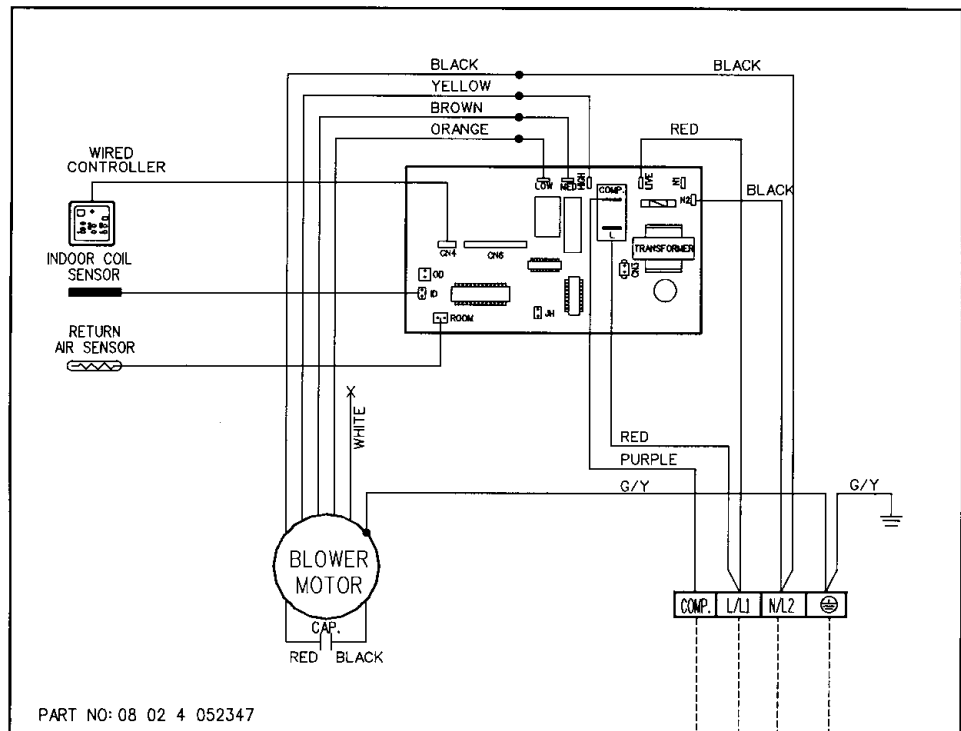 BLACK
BLACK
YELLOW
BROWN
ORANGE
RED
WIRED
CONTROLLER
LOW
MED
HIGH
COMP.
LIVE
N1
N2
BLACK
L
TRANSFORMER
CN4
CN6
CN3
INDOOR COIL
SENSOR
OD
ID
ROOM
JH
RETURN
AIR SENSOR
WHITE
RED
PURPLE
G/Y
G/Y
BLOWER
MOTOR
CAP.
RED
BLACK
COMP.
L/L1
N/L2
PART NO: 08 02 4 052347